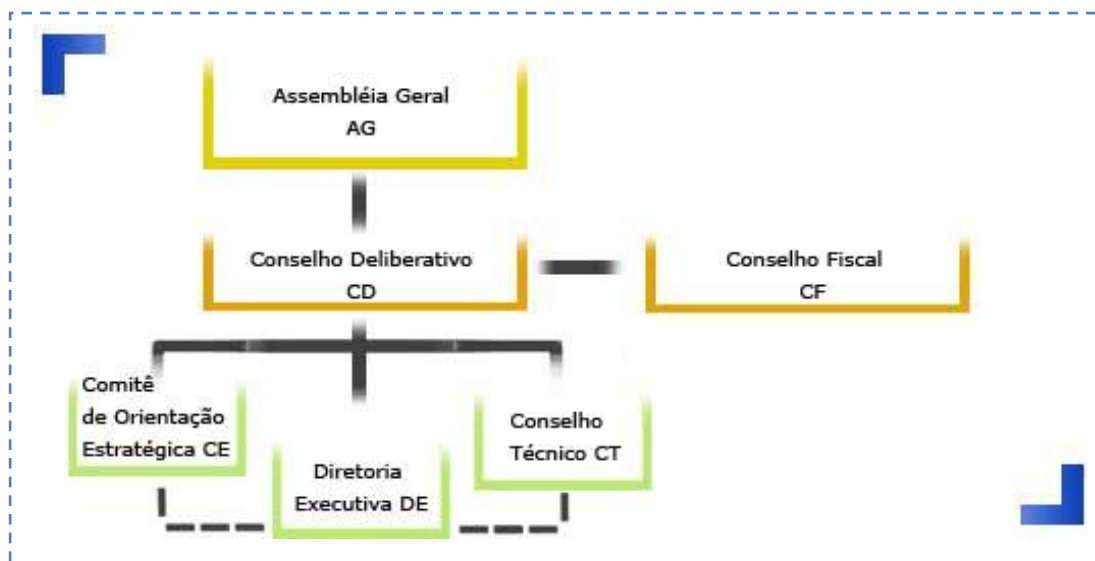 Assembléia Geral
AG
Conselho Deliberativo
CD
Conselho Fiscal
CF
Comitê
de Orientação
Estratégica CE
Diretoria
Executiva DE
Conselho
Técnico CT